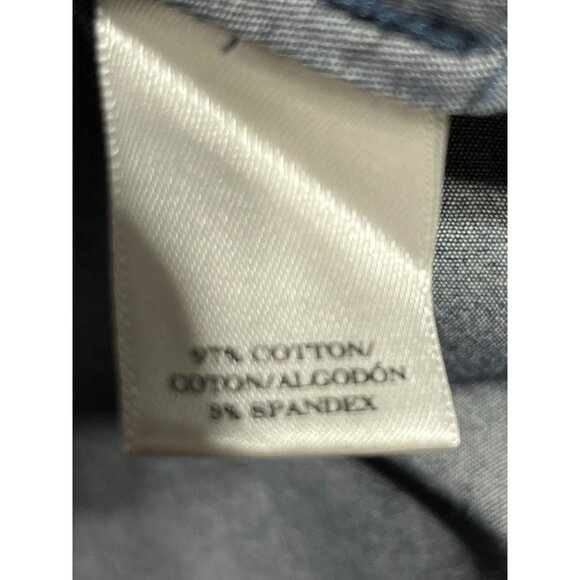 97% COTTON/
COTON/ALGODÓN
3% SPANDEX